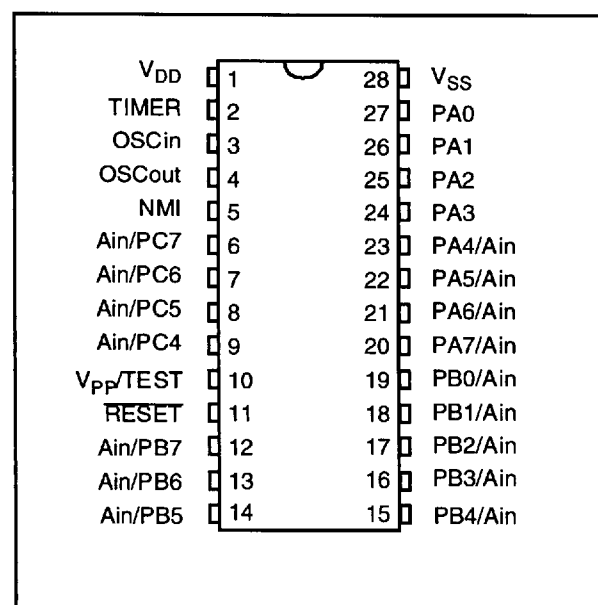 VDD 1 28 VSS
TIMER 2 27 PA0
OSCin 3 26 PA1
OSCout 4 25 PA2
NMI 5 24 PA3
Ain/PC7 6 23 PA4/Ain
Ain/PC6 7 22 PA5/Ain
Ain/PC5 8 21 PA6/Ain
Ain/PC4 9 20 PA7/Ain
VPP/TEST 10 19 PB0/Ain
RESET 11 18 PB1/Ain
Ain/PB7 12 17 PB2/Ain
Ain/PB6 13 16 PB3/Ain
Ain/PB5 14 15 PB4/Ain